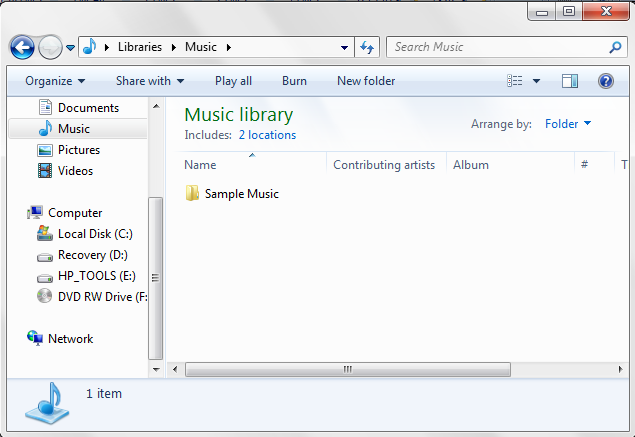 Libraries Music
Search Music
Organize Share with Play all Burn New folder
Documents
Music
Pictures
Videos
Computer
Local Disk (C:)
Recovery (D:)
HP_TOOLS (E:)
DVD RW Drive (F:
Network
Music library
Includes: 2 locations
Arrange by: Folder
Name Contributing artists Album # T
Sample Music
1 item